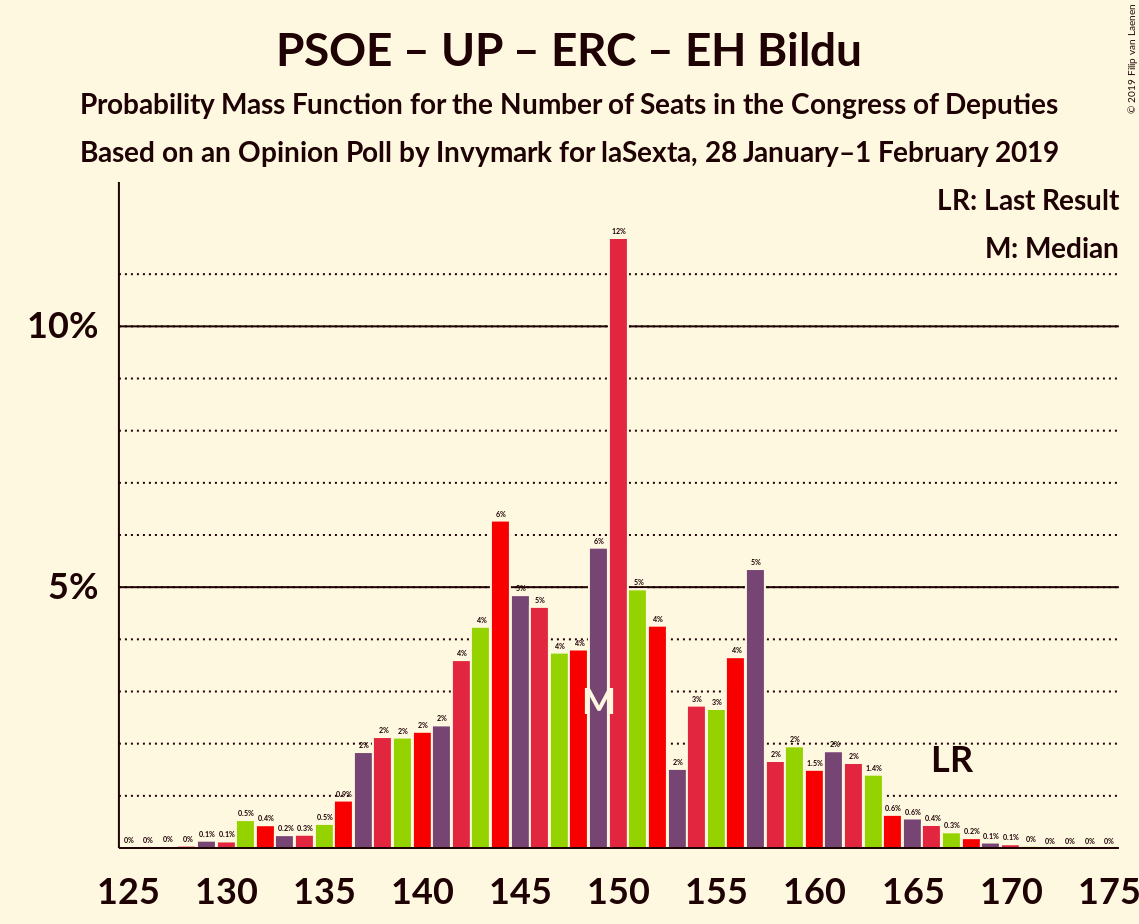 PSOE – UP – ERC – EH Bildu
Probability Mass Function for the Number of Seats in the Congress of Deputies
Based on an Opinion Poll by Invymark for laSexta, 28 January–1 February 2019
© 2019 Filip van Laenen
LR: Last Result
M: Median
10%
5%
0% 0% 0% 0% 0.1% 0.1% 0.5% 0.4% 0.2% 0.3% 0.5% 0.9% 2% 2% 2% 2% 2% 4% 4% 6% 5% 5% 4% 4% 6% 12% 5% 4% 2% 3% 3% 4% 5% 2% 2% 1.5% 2% 2% 1.4% 0.6% 0.6% 0.4% 0.3% 0.2% 0.1% 0.1% 0% 0% 0% 0% 0%
M
LR
125 130 135 140 145 150 155 160 165 170 175